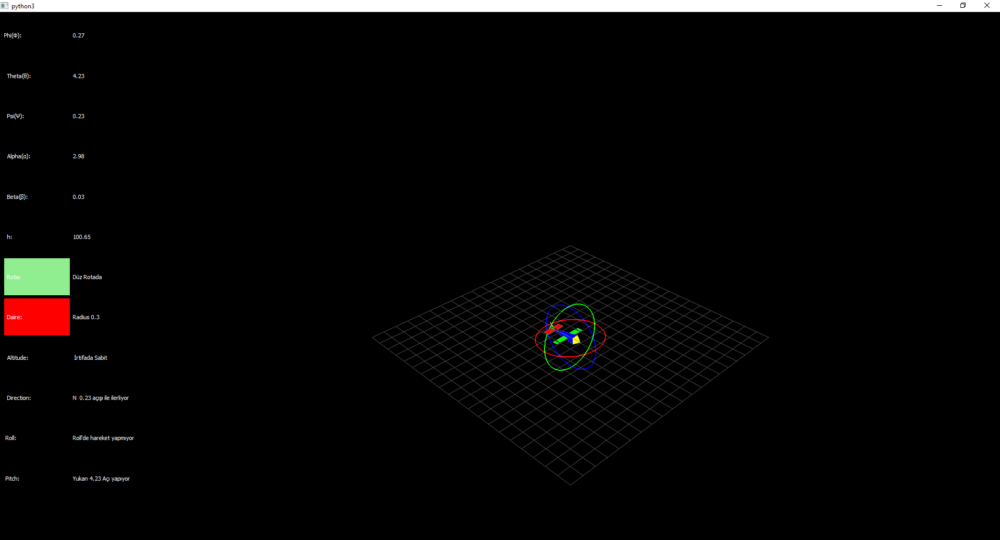 python3
Phi(Φ): 0.27
Theta(θ): 4.23
Psi(Ψ): 0.23
Alpha(α): 2.98
Beta(β): 0.03
h: 100.65
Rota: Düz Rotada
Daire: Radius 0.3
Altitude: İrtifada Sabit
Direction: N 0.23 açışı ile ilerliyor
Roll: Roll'de hareket yapmıyor
Pitch: Yukarı 4.23 Açı yapıyor